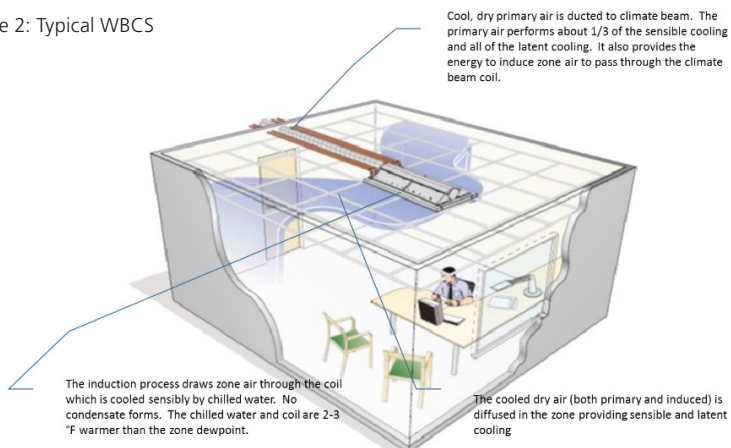 e 2: Typical WBCS
Cool, dry primary air is ducted to climate beam. The
primary air performs about 1/3 of the sensible cooling
and all of the latent cooling. It also provides the
energy to induce zone air to pass through the climate
beam coil.
The induction process draws zone air through the coil
which is cooled sensibly by chilled water. No
condensate forms. The chilled water and coil are 2-3
°F warmer than the zone dewpoint.
The cooled dry air (both primary and induced) is
diffused in the zone providing sensible and latent
cooling